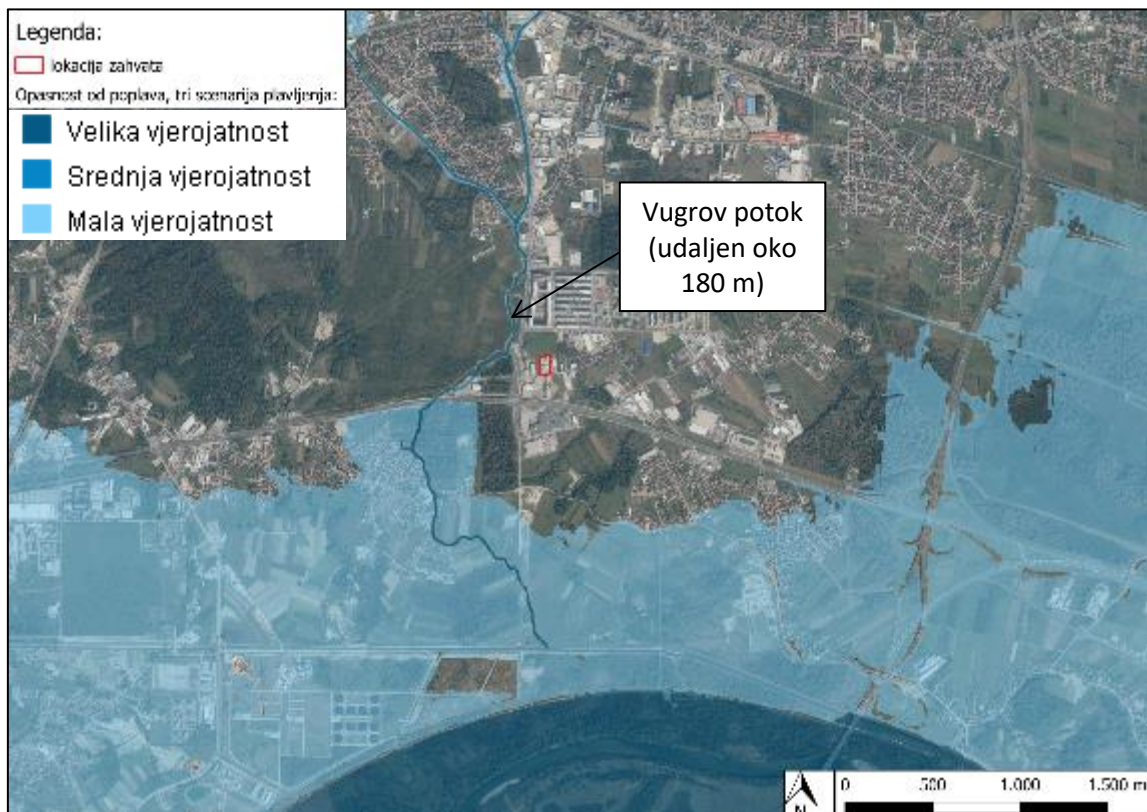 Legenda:
lokacija zahvata
Opasnost od poplava, tri scenarija plavljenja:
Velika vjerojatnost
Srednja vjerojatnost
Mala vjerojatnost
Vugrov potok
(udaljen oko
180 m)
0 500 1.000 1.500 m
N